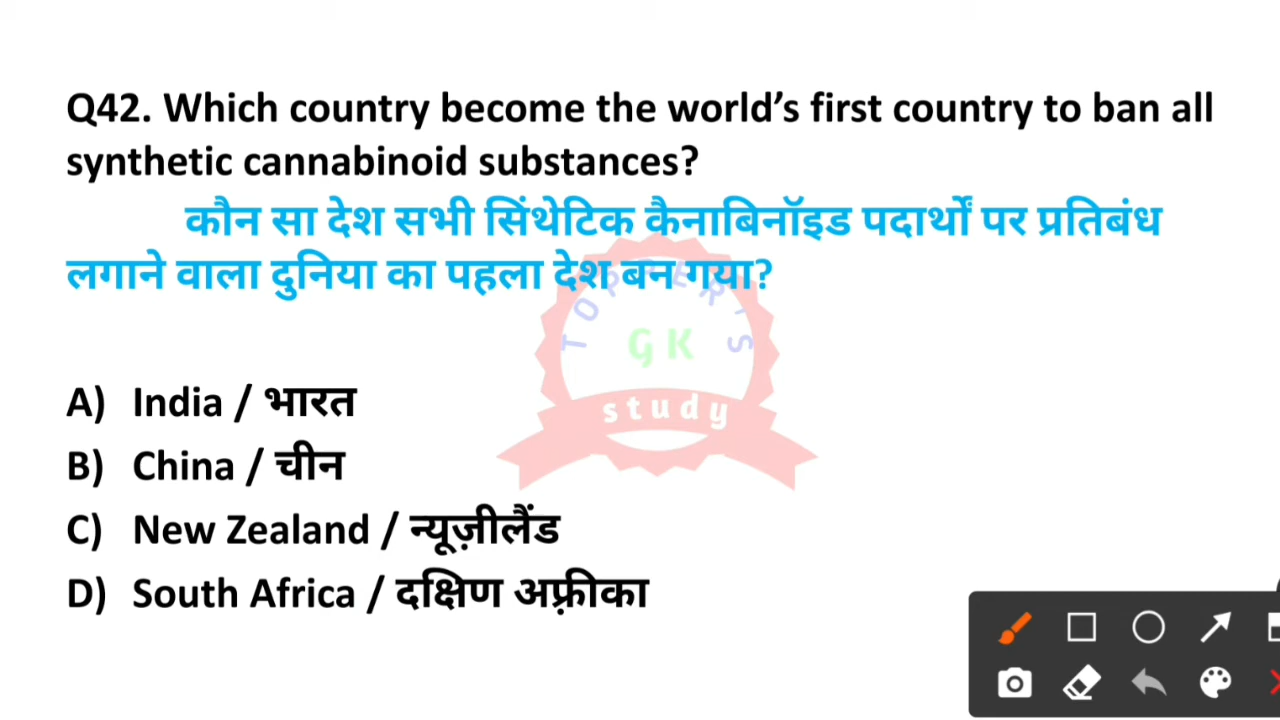 Q42. Which country become the world’s first country to ban all
synthetic cannabinoid substances?
कौन सा देश सभी सिंथेटिक कैनाबिनॉइड पदार्थों पर प्रतिबंध
लगाने वाला दुनिया का पहला देश बन गया?
TOPPER'S
GK
study
A) India / भारत
B) China / चीन
C) New Zealand / न्यूज़ीलैंड
D) South Africa / दक्षिण अफ़्रीका